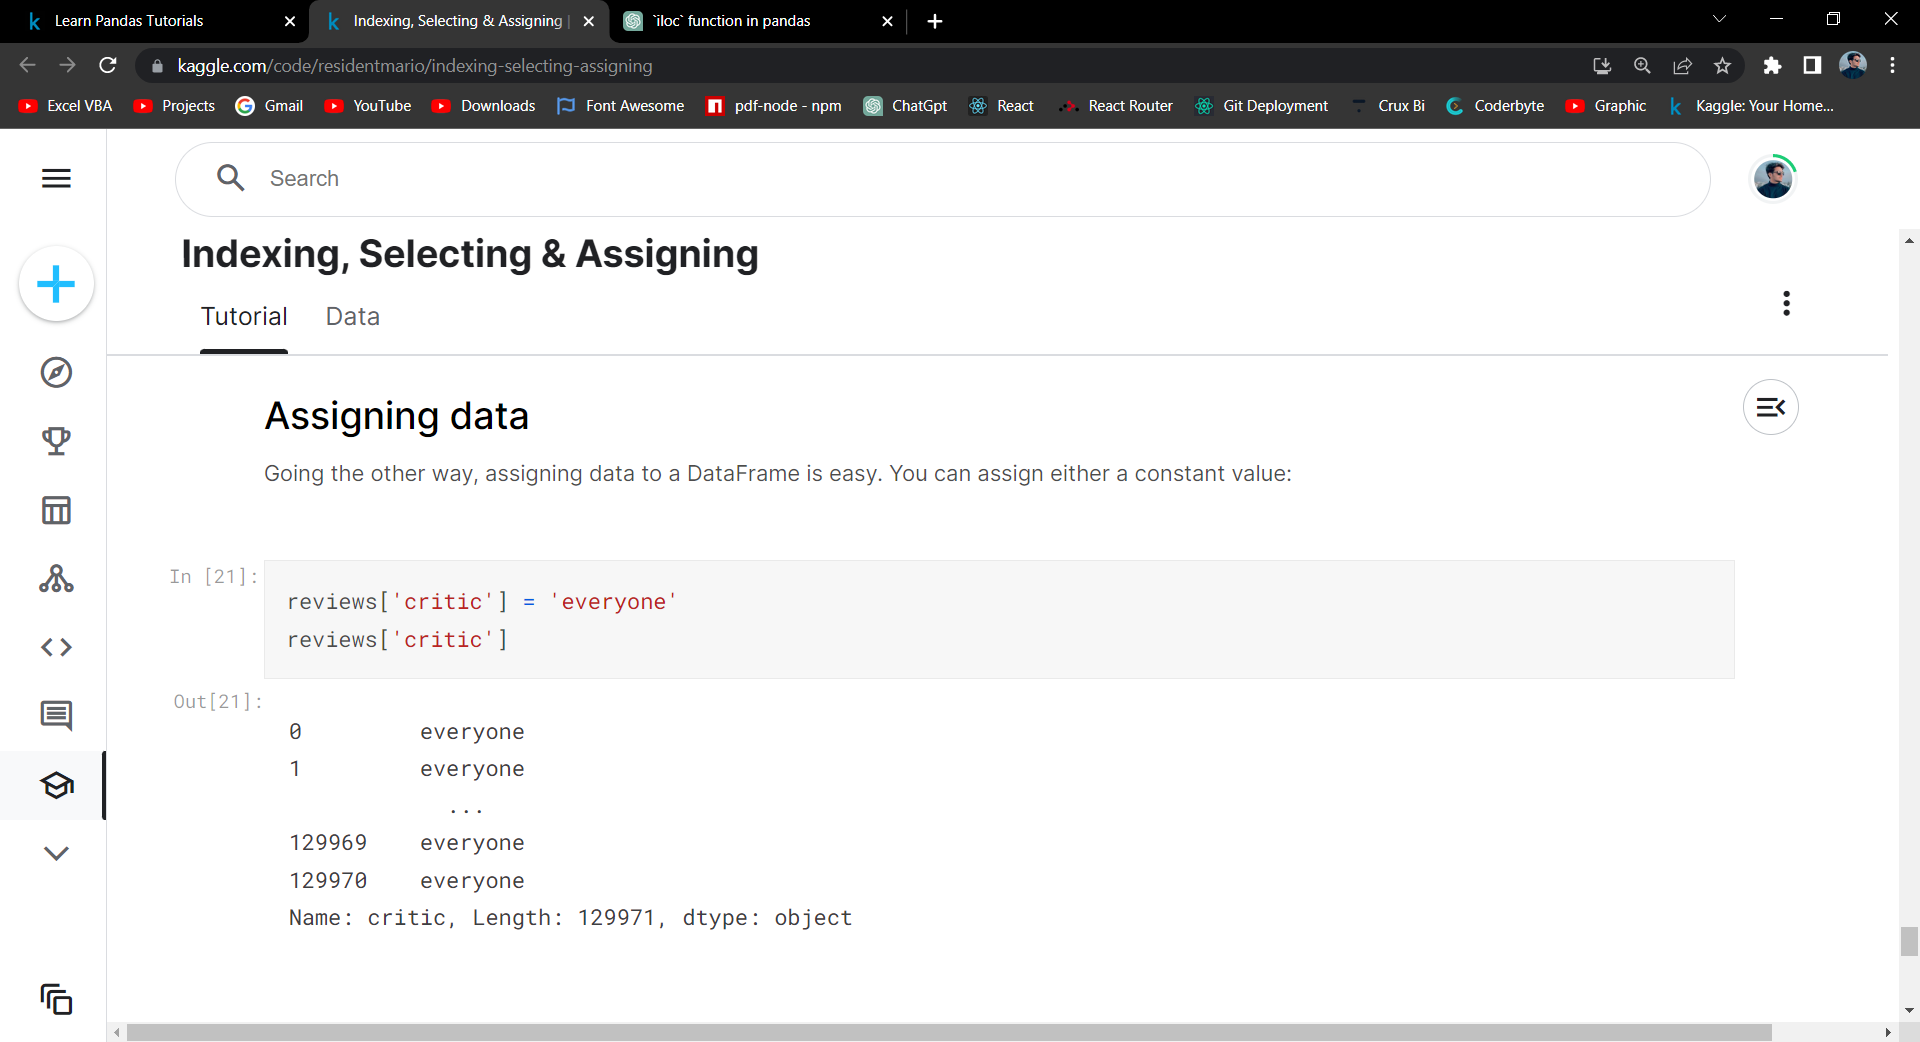 Learn Pandas Tutorials
Indexing, Selecting & Assigning |
`iloc` function in pandas
kaggle.com/code/residentmario/indexing-selecting-assigning
Excel VBA Projects Gmail YouTube Downloads Font Awesome pdf-node - npm ChatGpt React React Router Git Deployment Crux Bi Coderbyte Graphic Kaggle: Your Home...
Search
Indexing, Selecting & Assigning
Tutorial Data
Assigning data
Going the other way, assigning data to a DataFrame is easy. You can assign either a constant value:
In [21]:
reviews['critic'] = 'everyone'
reviews['critic']
Out[21]:
0 everyone
1 everyone
...
129969 everyone
129970 everyone
Name: critic, Length: 129971, dtype: object